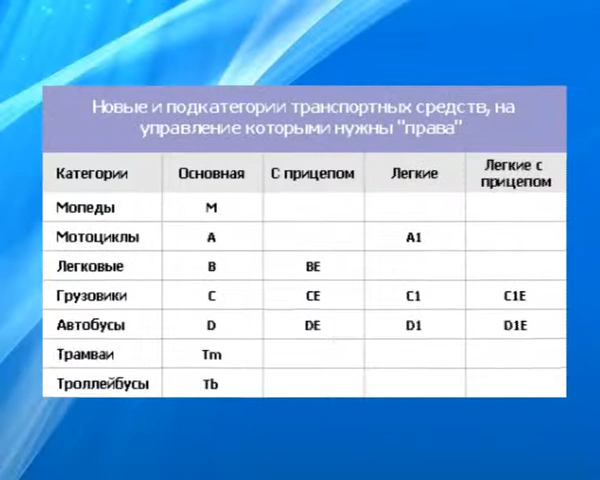 Новые и подкатегории транспортных средств, на
управление которыми нужны "права"
Категории Основная С прицепом Легкие Легкие с прицепом
Мопеды M
Мотоциклы A A1
Легковые B BE
Грузовики C CE C1 C1E
Автобусы D DE D1 D1E
Трамваи Tm
Троллейбусы Tb